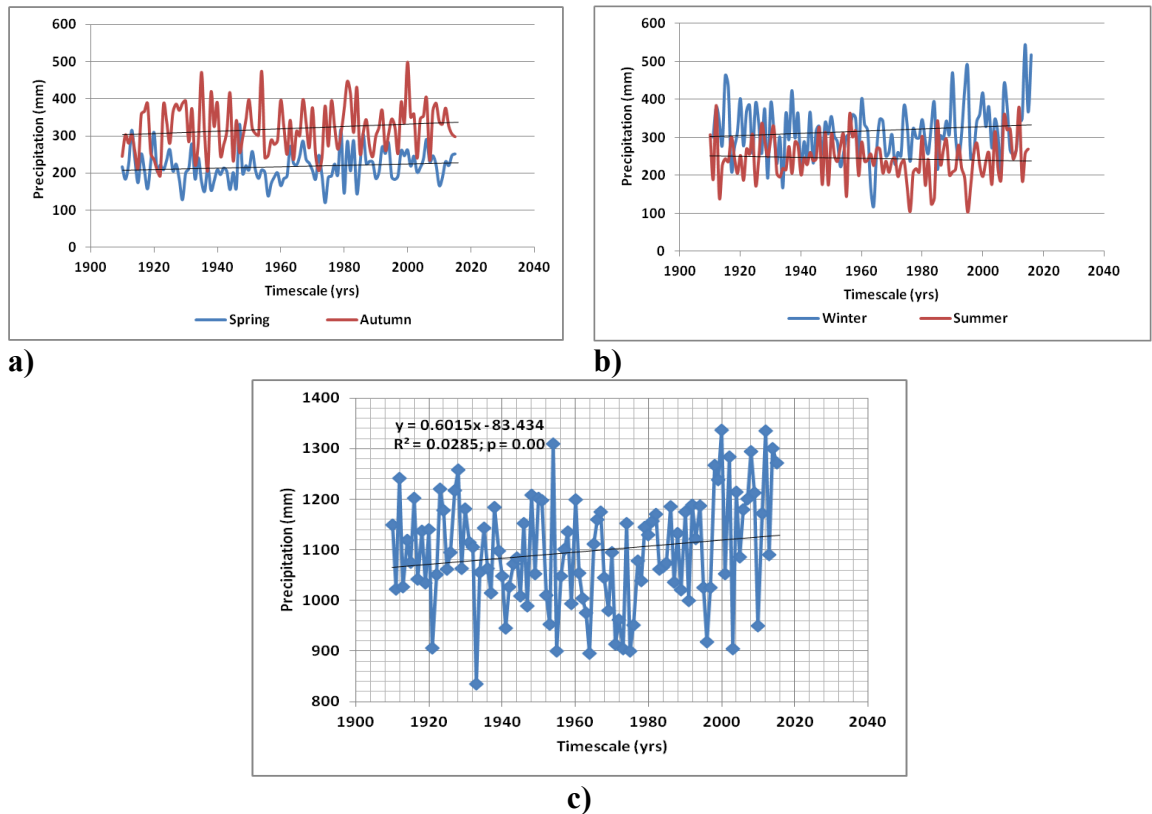 600
500
400
300
200
100
0
Precipitation (mm)
1900 1920 1940 1960 1980 2000 2020 2040
Timescale (yrs)
Spring Autumn
a)
600
500
400
300
200
100
0
Precipitation (mm)
1900 1920 1940 1960 1980 2000 2020 2040
Timescale (yrs)
Winter Summer
b)
1400
1300
1200
1100
1000
900
800
Precipitation (mm)
y = 0.6015x - 83.434
R² = 0.0285; p = 0.00
1900 1920 1940 1960 1980 2000 2020 2040
Timescale (yrs)
c)